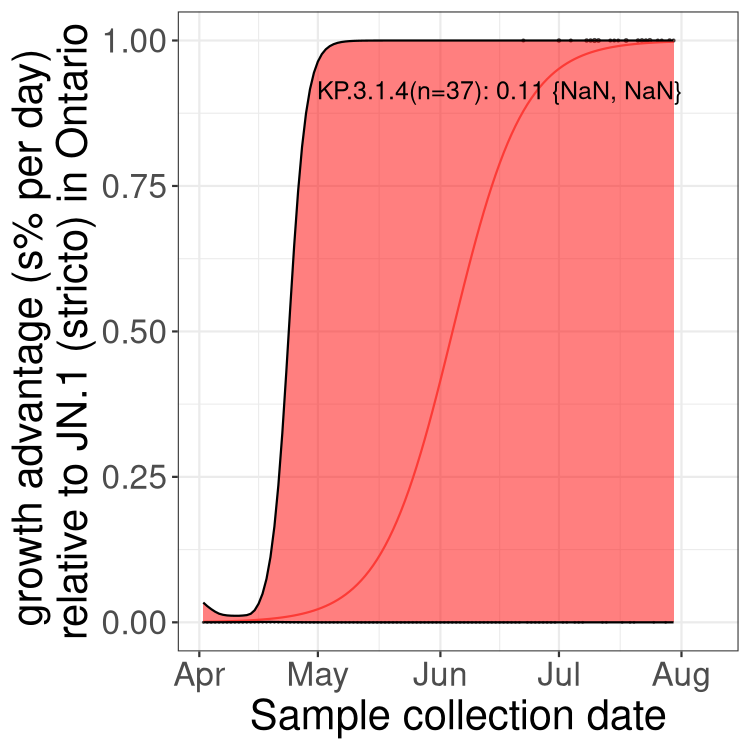 growth advantage (s% per day)
relative to JN.1 (stricto) in Ontario
1.00
0.75
0.50
0.25
0.00
KP.3.1.4(n=37): 0.11 {NaN, NaN}
Apr May Jun Jul Aug
Sample collection date